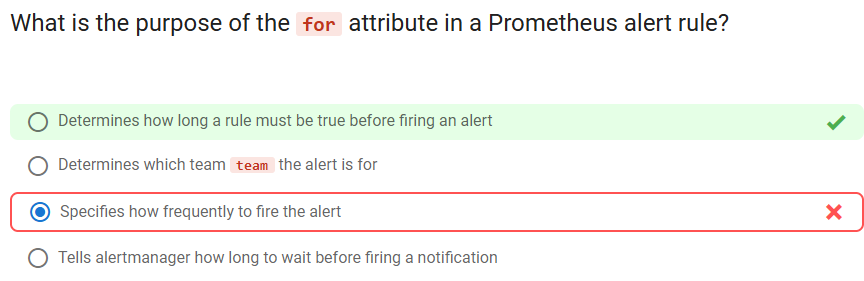 What is the purpose of the for attribute in a Prometheus alert rule?
Determines how long a rule must be true before firing an alert
Determines which team team the alert is for
Specifies how frequently to fire the alert
Tells alertmanager how long to wait before firing a notification